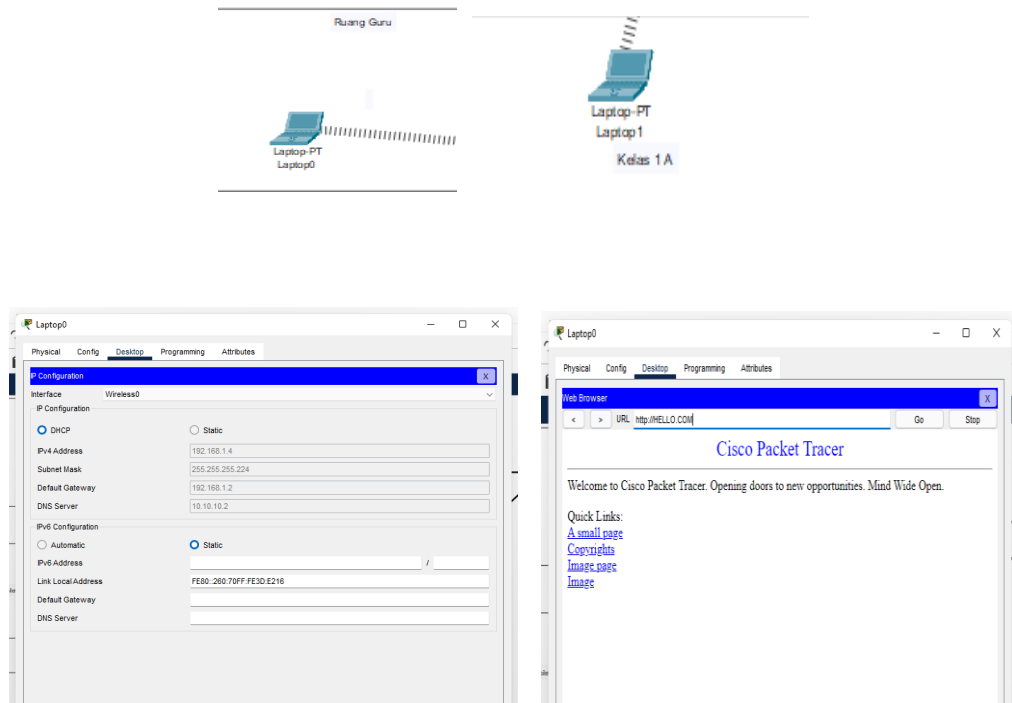 Ruang Guru
Laptop-PT
Laptop0
Laptop-PT
Laptop1
Kelas 1 A
Laptop0
Physical Config Desktop Programming Attributes
IP Configuration X
Interface Wireless0
IP Configuration
DHCP Static
IPv4 Address 192.168.1.4
Subnet Mask 255.255.255.224
Default Gateway 192.168.1.2
DNS Server 10.10.10.2
IPv6 Configuration
Automatic Static
IPv6 Address /
Link Local Address FE80::260:70FF:FE3D:E216
Default Gateway
DNS Server
Laptop0
Physical Config Desktop Programming Attributes
Web Browser X
< > URL http://HELLO.COM Go Stop
Cisco Packet Tracer
Welcome to Cisco Packet Tracer. Opening doors to new opportunities. Mind Wide Open.
Quick Links:
A small page
Copyrights
Image page
Image